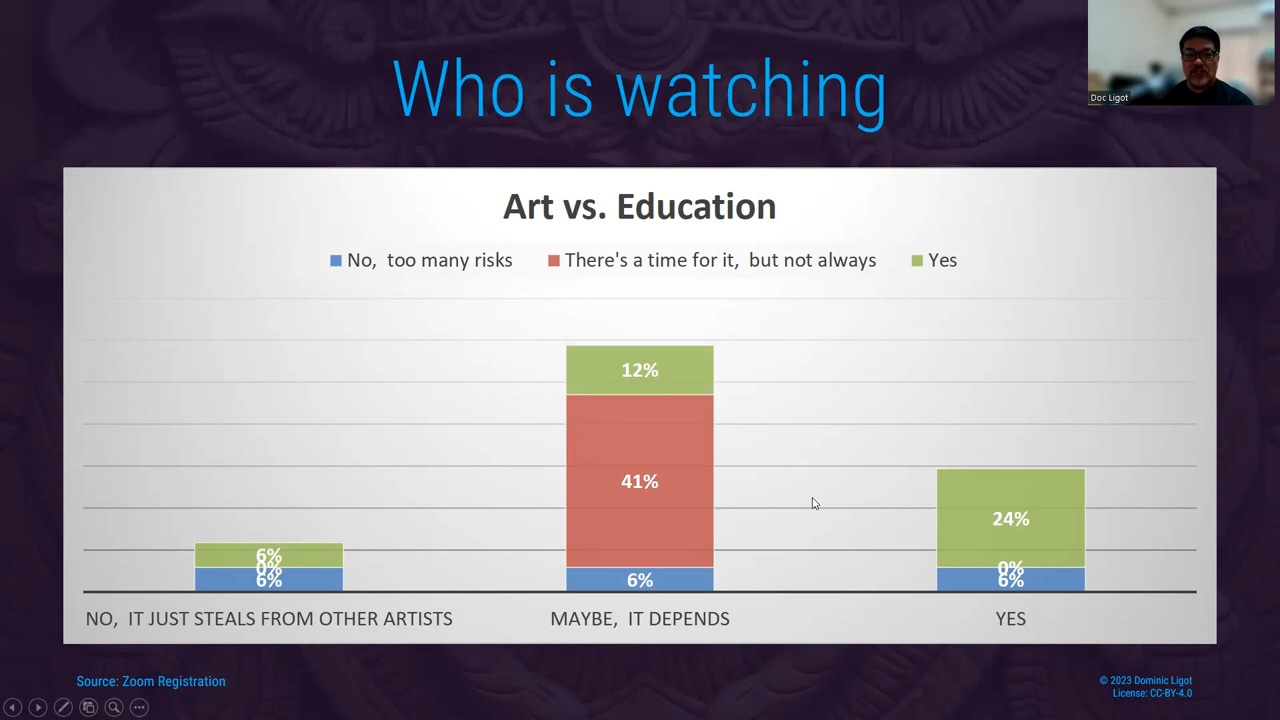 Who is watching
Doc Ligot
Art vs. Education
No, too many risks
There's a time for it, but not always
Yes
12%
41%
24%
6%
0%
6%
6%
0%
6%
NO, IT JUST STEALS FROM OTHER ARTISTS
MAYBE, IT DEPENDS
YES
Source: Zoom Registration
© 2023 Dominic Ligot
License: CC-BY-4.0